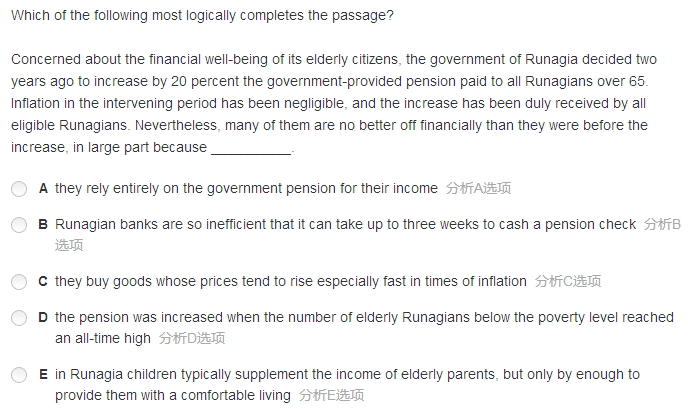 Which of the following most logically completes the passage?
Concerned about the financial well-being of its elderly citizens, the government of Runagia decided two
years ago to increase by 20 percent the government-provided pension paid to all Runagians over 65.
Inflation in the intervening period has been negligible, and the increase has been duly received by all
eligible Runagians. Nevertheless, many of them are no better off financially than they were before the
increase, in large part because ___________.
A they rely entirely on the government pension for their income 分析A选项
B Runagian banks are so inefficient that it can take up to three weeks to cash a pension check 分析B
选项
C they buy goods whose prices tend to rise especially fast in times of inflation 分析C选项
D the pension was increased when the number of elderly Runagians below the poverty level reached
an all-time high 分析D选项
E in Runagia children typically supplement the income of elderly parents, but only by enough to
provide them with a comfortable living 分析E选项